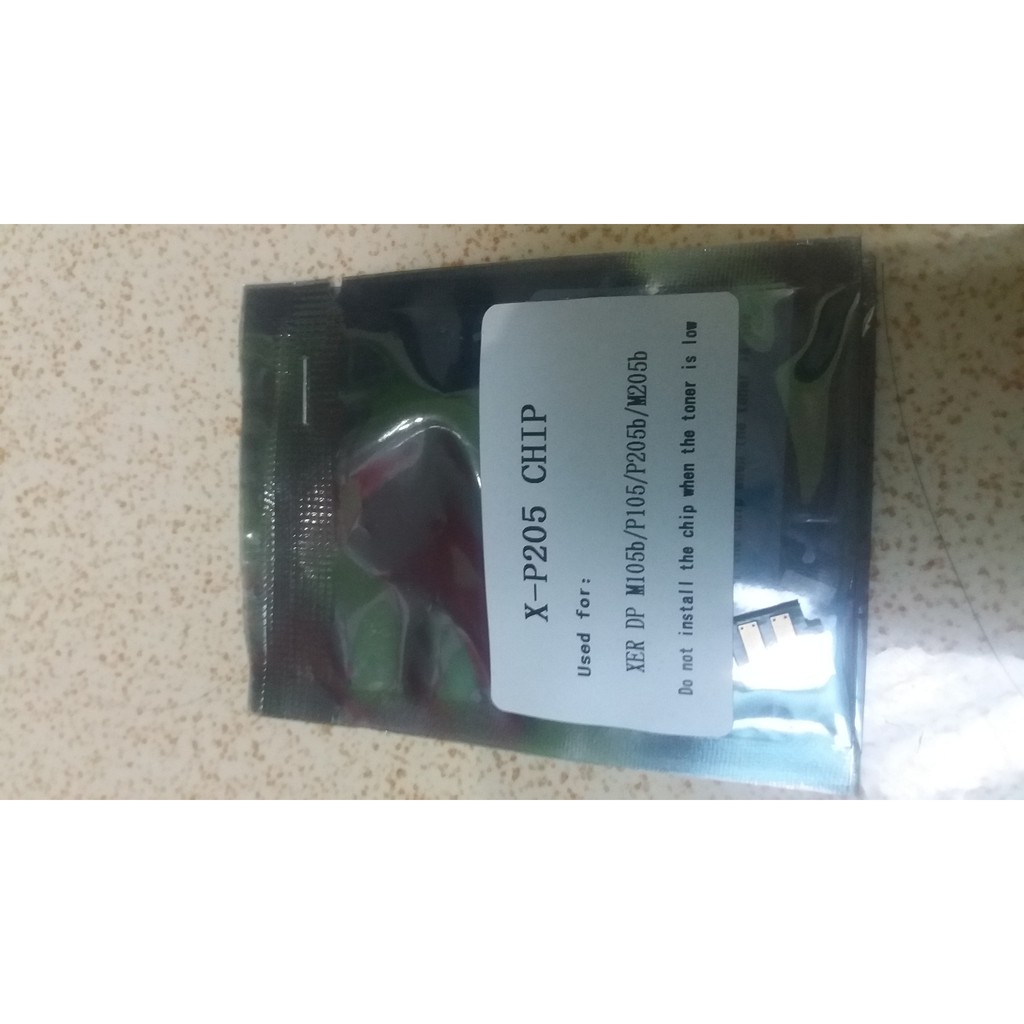 X-P205 CHIP
Used for:
XER DP M105b/P105/P205b/M205b
Do not install the chip when the toner is low